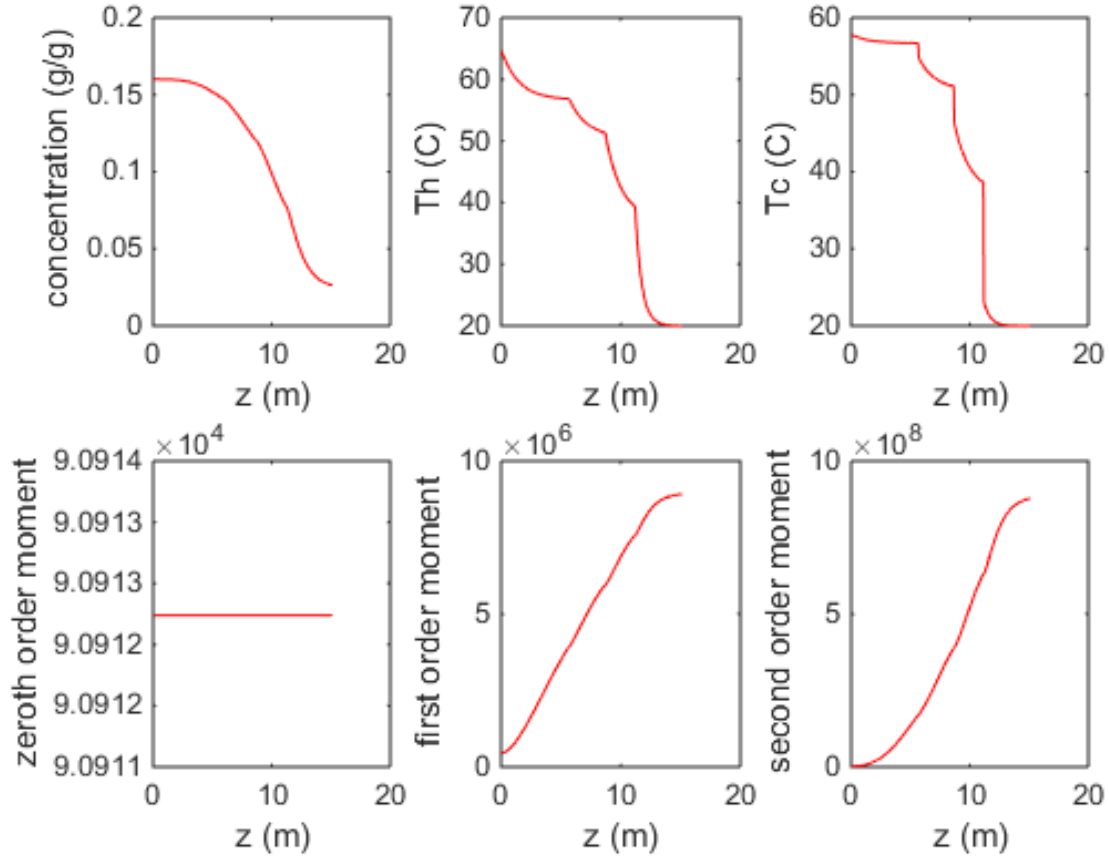 concentration (g/g)
0.2
0.15
0.1
0.05
0
0 10 20
z (m)
Th (C)
70
60
50
40
30
20
0 10 20
z (m)
Tc (C)
60
50
40
30
20
0 10 20
z (m)
zeroth order moment
× 10^4
9.0914
9.0913
9.0913
9.0912
9.0912
9.0911
0 10 20
z (m)
first order moment
× 10^6
10
5
0
0 10 20
z (m)
second order moment
× 10^8
10
5
0
0 10 20
z (m)